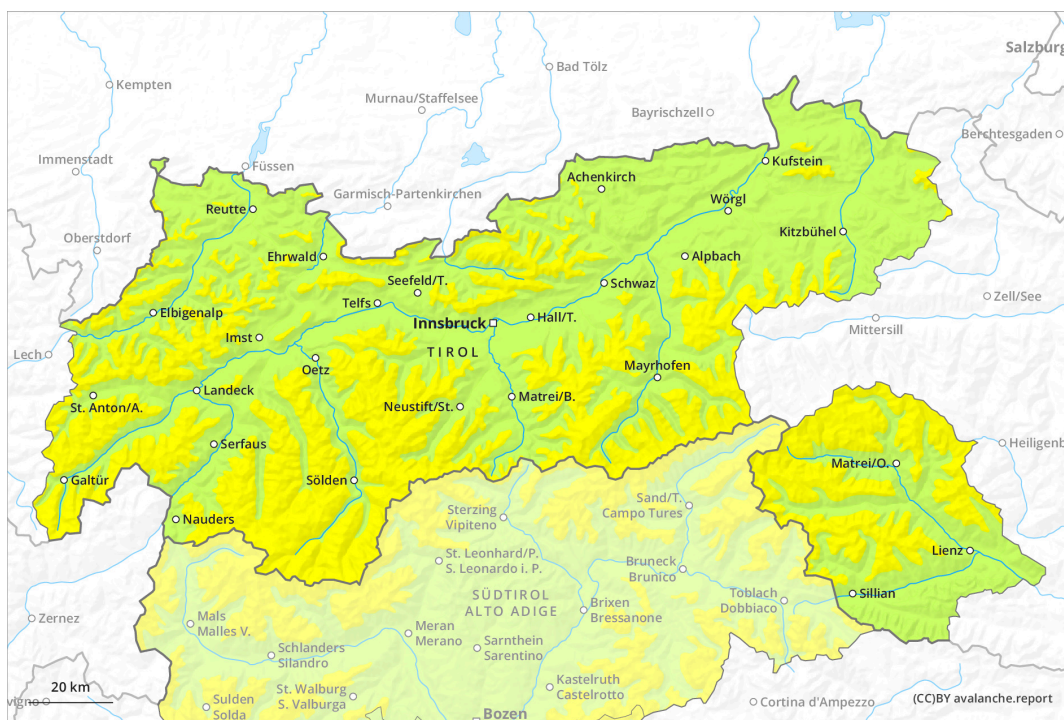 Salzburg
Kempten
Bad Tölz
Murnau/Staffelsee
Bayrischzell
Berchtesgaden
Immenstadt
Füssen
Kufstein
Achenkirch
Garmisch-Partenkirchen
Reutte
Wörgl
Oberstdorf
Kitzbühel
Ehrwald
Alpbach
Seefeld/T.
Schwaz
Zell/See
Telfs
Elbigenalp
Hall/T.
Innsbruck
Mittersill
Imst
Lech
TIROL
Oetz
Mayrhofen
Landeck
St. Anton/A.
Neustift/St.
Matrei/B.
Serfaus
Matrei/O.
Galtür
Sölden
Sand/T.
Campo Tures
Sterzing
Vipiteno
Nauders
St. Leonhard/P.
S. Leonardo i. P.
Lienz
Bruneck
Brunico
SÜDTIROL
ALTO ADIGE
Sillian
Toblach
Dobbiaco
Brixen
Bressanone
Zernez
Mals
Malles V.
Meran
Merano
Sarnthein
Sarentino
Schlanders
Silandro
Kastelruth
Castelrotto
20 km
St. Walburg
S. Valburga
Sulden
Solda
Cortina d'Ampezzo
(CC)BY avalanche.report
Bozen